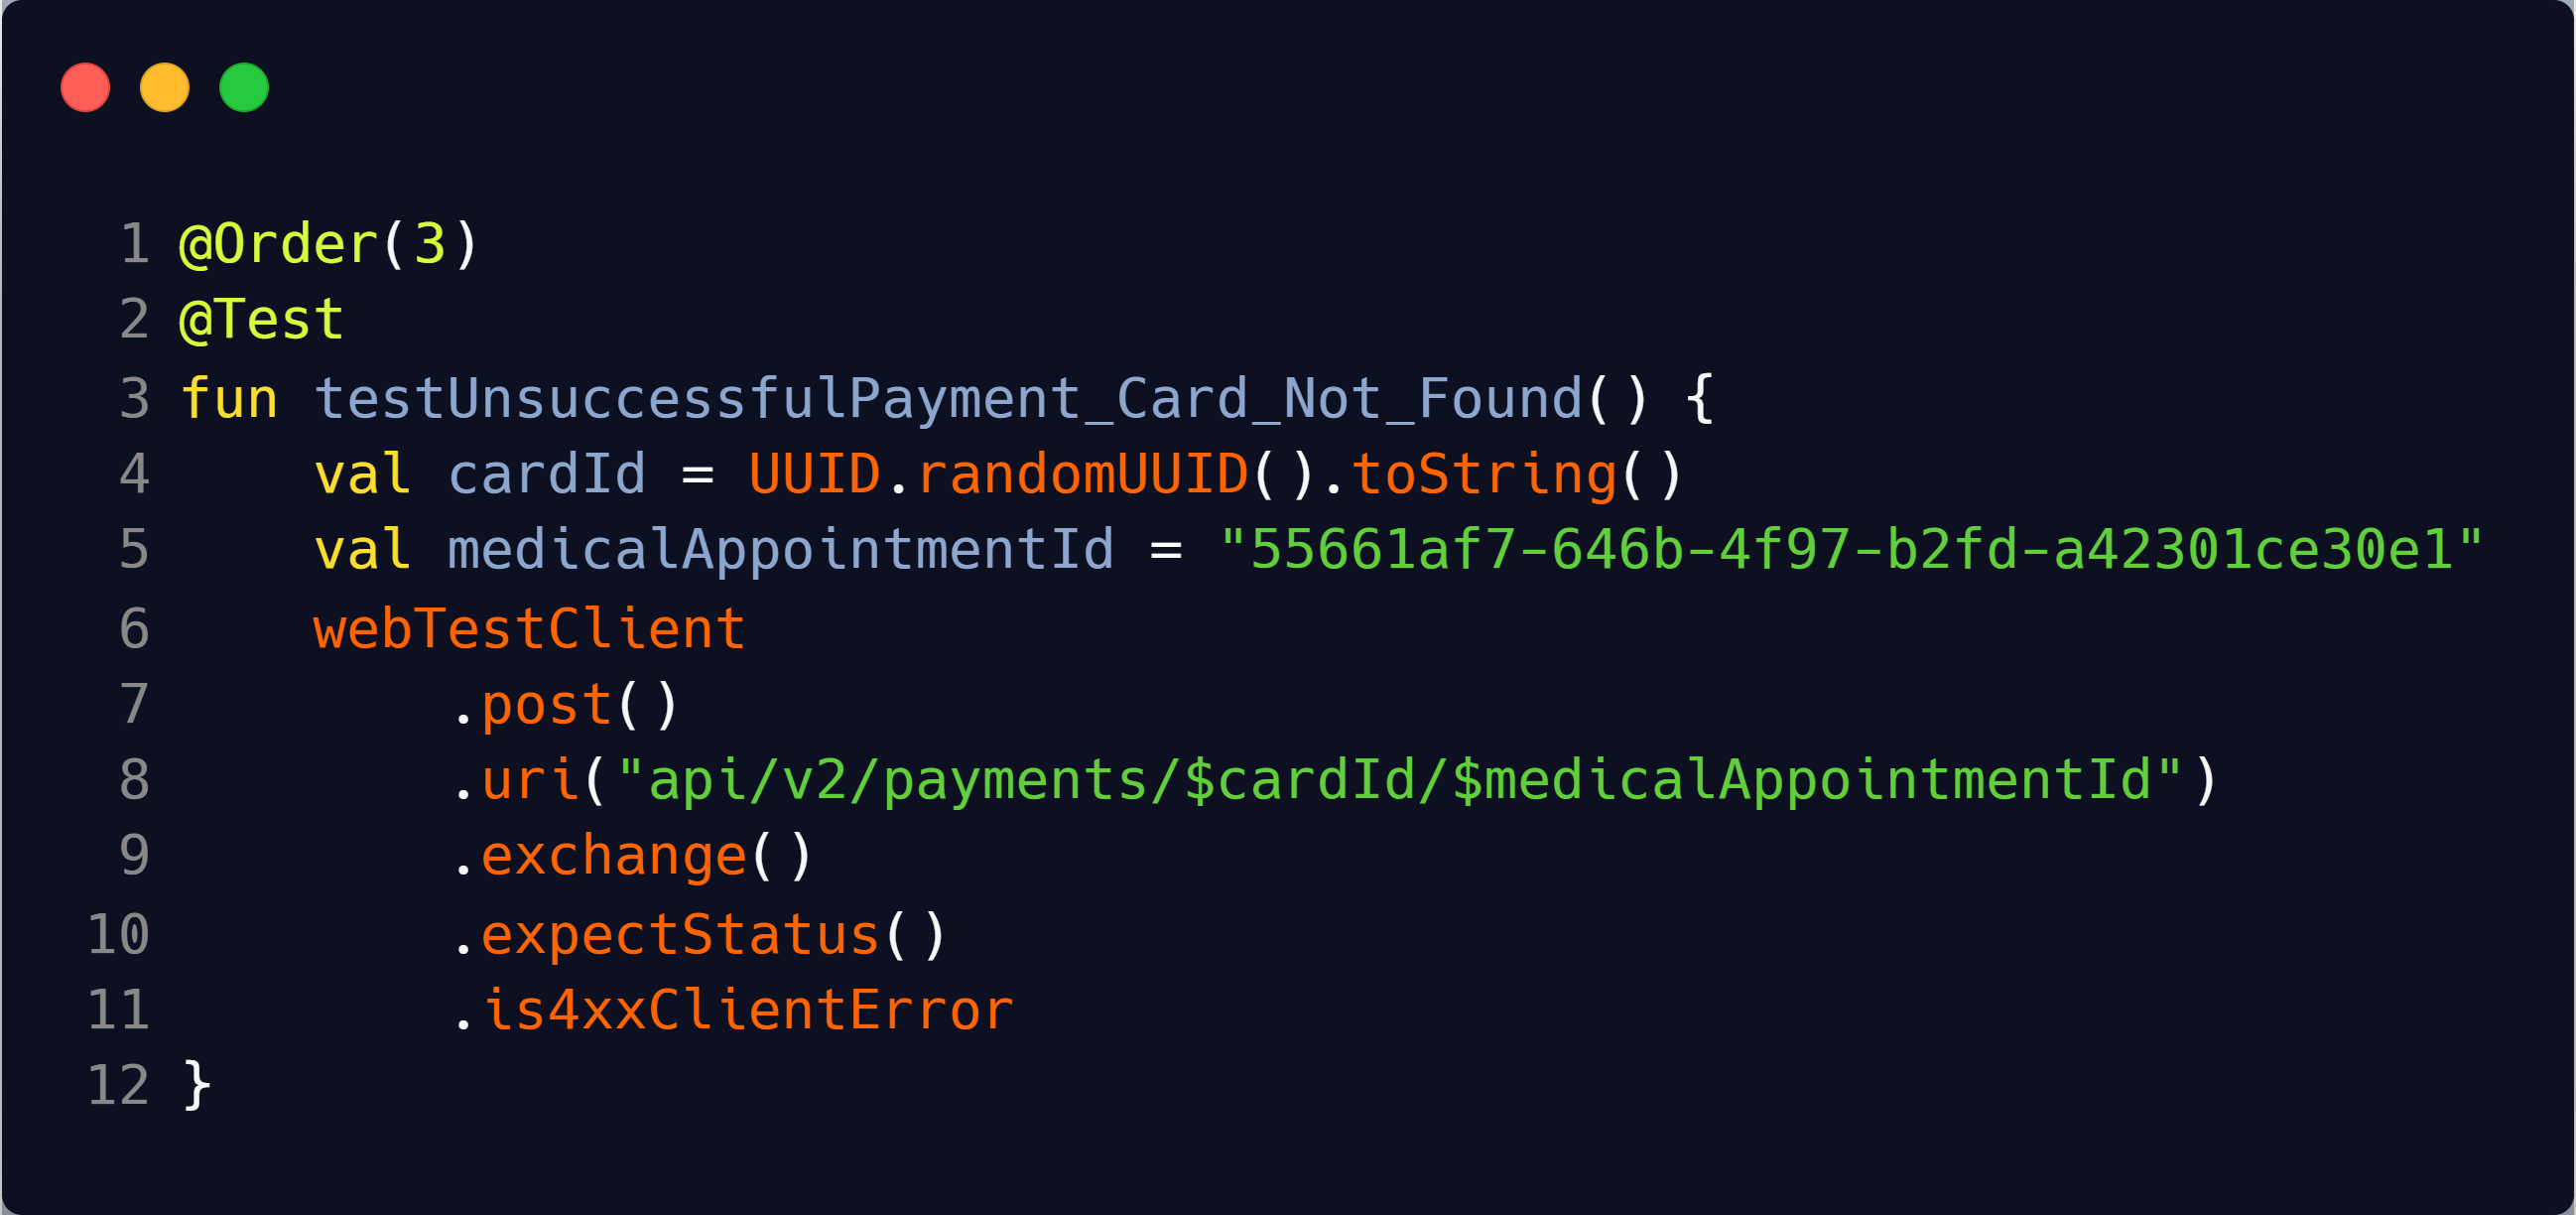 1 @Order(3)
2 @Test
3 fun testUnsuccessfulPayment_Card_Not_Found() {
4     val cardId = UUID.randomUUID().toString()
5     val medicalAppointmentId = "55661af7-646b-4f97-b2fd-a42301ce30e1"
6     webTestClient
7         .post()
8         .uri("api/v2/payments/$cardId/$medicalAppointmentId")
9         .exchange()
10         .expectStatus()
11         .is4xxClientError
12 }